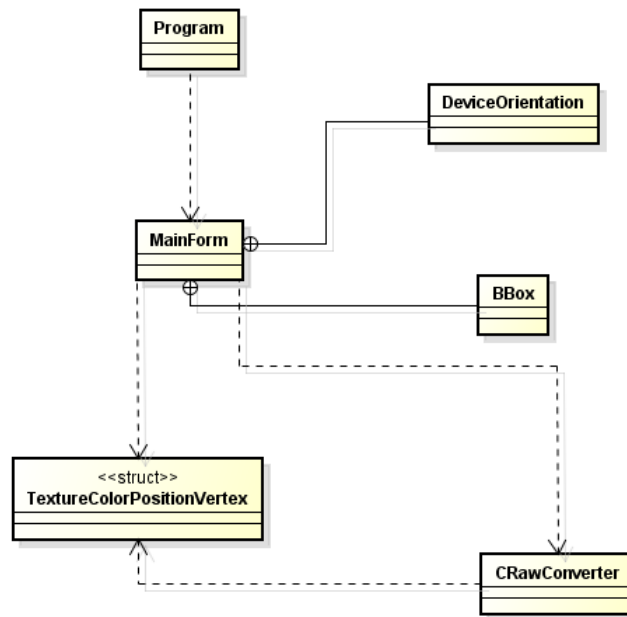 Program
DeviceOrientation
MainForm
BBox
<<struct>>
TextureColorPositionVertex
CRawConverter